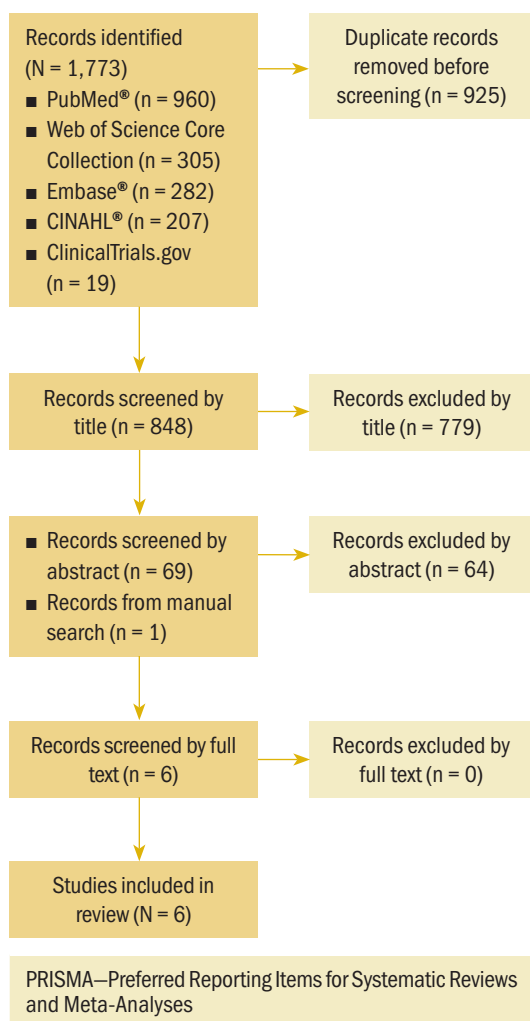 Records identified
(N = 1,773)
■ PubMed® (n = 960)
■ Web of Science Core
Collection (n = 305)
■ Embase® (n = 282)
■ CINAHL® (n = 207)
■ ClinicalTrials.gov
(n = 19)
Duplicate records
removed before
screening (n = 925)
Records screened by
title (n = 848)
Records excluded by
title (n = 779)
■ Records screened by
abstract (n = 69)
■ Records from manual
search (n = 1)
Records excluded by
abstract (n = 64)
Records screened by full
text (n = 6)
Records excluded by
full text (n = 0)
Studies included in
review (N = 6)
PRISMA—Preferred Reporting Items for Systematic Reviews
and Meta-Analyses